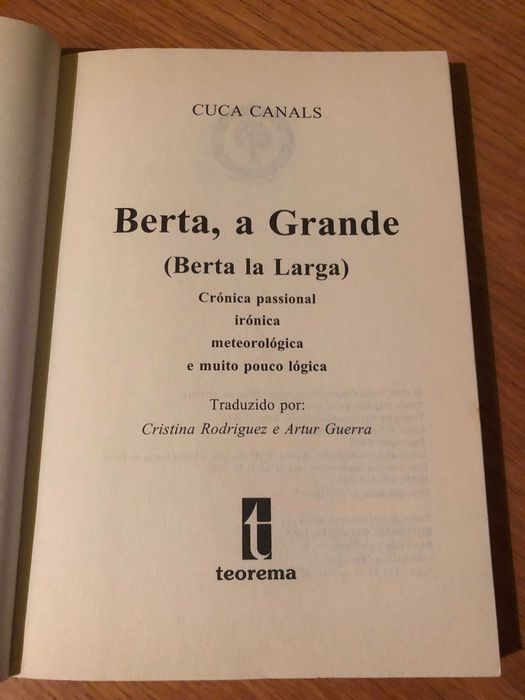 CUCA CANALS
Berta, a Grande
(Berta la Larga)
Crónica passional
irónica
meteorológica
e muito pouco lógica
Traduzido por:
Cristina Rodriguez e Artur Guerra
t
teorema